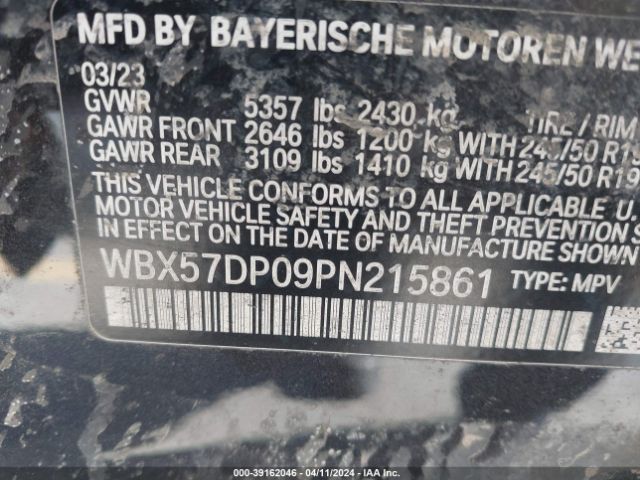 MFD BY BAYERISCHE MOTOREN WE
03/23
GVWR 5357 lbs 2430 kg TIRE / RIM
GAWR FRONT 2646 lbs 1200 kg WITH 245/50 R19
GAWR REAR 3109 lbs 1410 kg WITH 245/50 R19
THIS VEHICLE CONFORMS TO ALL APPLICABLE U.
MOTOR VEHICLE SAFETY AND THEFT PREVENTION S
IN EFFECT ON THE DATE OF MANUFACTURE SHOWN
WBX57DP09PN215861 TYPE: MPV
000-39162046 - 04/11/2024 - IAA Inc.